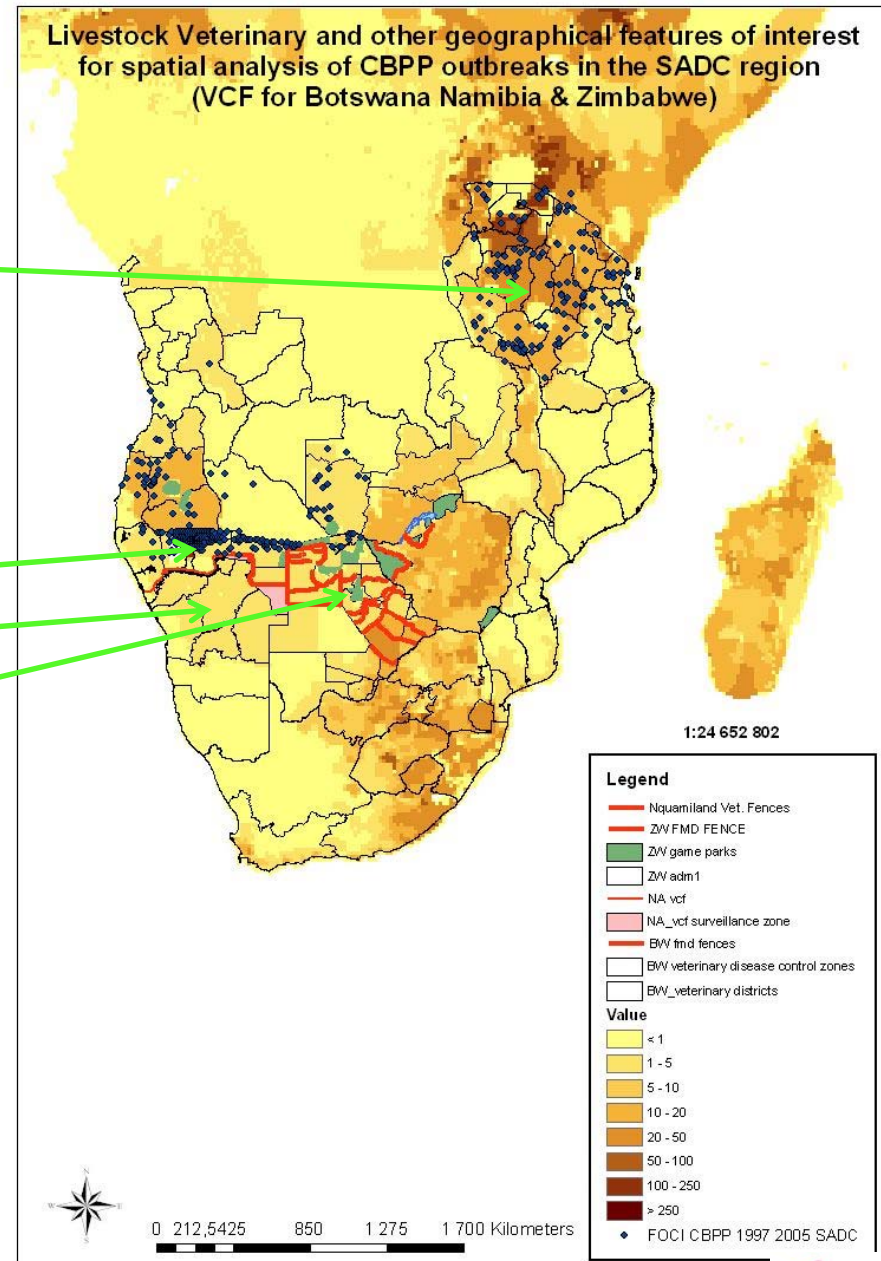 Livestock Veterinary and other geographical features of interest
for spatial analysis of CBPP outbreaks in the SADC region
(VCF for Botswana Namibia & Zimbabwe)
1:24 652 802
Legend
Nquamiland Vet. Fences
ZW FMD FENCE
ZW game parks
ZW adm1
NA vcf
NA_vcf surveillance zone
BW fmd fences
BW veterinary disease control zones
BW_veterinary districts
Value
< 1
1 - 5
5 - 10
10 - 20
20 - 50
50 - 100
100 - 250
> 250
FOCI CBPP 1997 2005 SADC
N
W E
S
0 212,5425 850 1 275 1 700 Kilometers